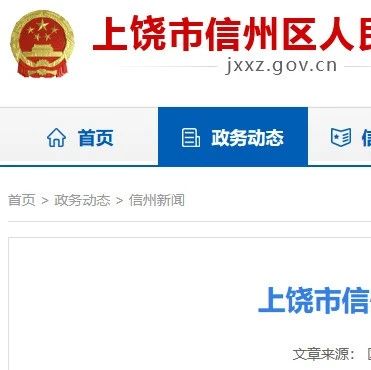 上饶市信州区人民
jxxz.gov.cn
首页 政务动态 信
首页 > 政务动态 > 信州新闻
上饶市信
文章来源：